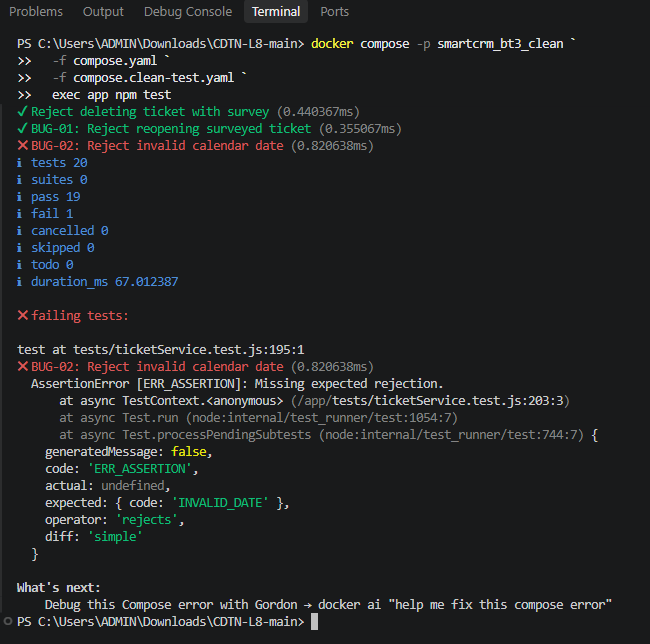 Problems Output Debug Console Terminal Ports
PS C:\Users\ADMIN\Downloads\CDTN-L8-main> docker compose -p smartcrm_bt3_clean `
>> -f compose.yaml `
>> -f compose.clean-test.yaml `
>> exec app npm test
✓ Reject deleting ticket with survey (0.440367ms)
✓ BUG-01: Reject reopening surveyed ticket (0.355067ms)
✗ BUG-02: Reject invalid calendar date (0.820638ms)
ℹ tests 20
ℹ suites 0
ℹ pass 19
ℹ fail 1
ℹ cancelled 0
ℹ skipped 0
ℹ todo 0
ℹ duration_ms 67.012387
✗ failing tests:
test at tests/ticketService.test.js:195:1
✗ BUG-02: Reject invalid calendar date (0.820638ms)
AssertionError [ERR_ASSERTION]: Missing expected rejection.
at async TestContext.<anonymous> (/app/tests/ticketService.test.js:203:3)
at async Test.run (node:internal/test_runner/test:1054:7)
at async Test.processPendingSubtests (node:internal/test_runner/test:744:7) {
generatedMessage: false,
code: 'ERR_ASSERTION',
actual: undefined,
expected: { code: 'INVALID_DATE' },
operator: 'rejects',
diff: 'simple'
}
What's next:
Debug this Compose error with Gordon → docker ai "help me fix this compose error"
PS C:\Users\ADMIN\Downloads\CDTN-L8-main>